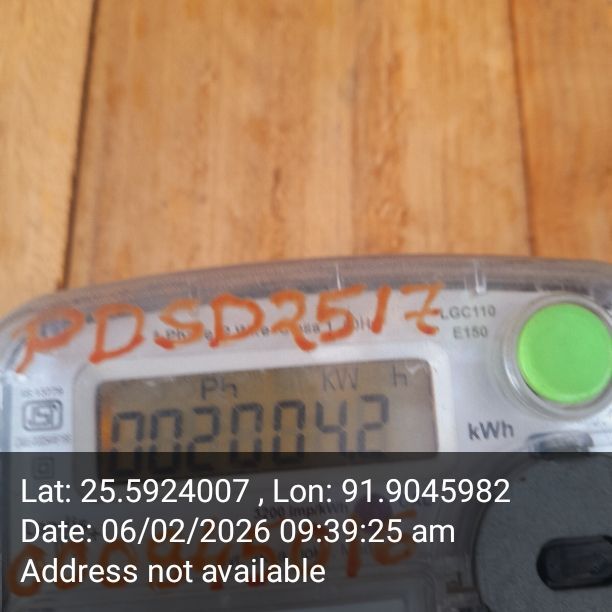 PDSD2517
LGC110
E150
Ph KW h
0020042
kWh
3200 imp/kWh
Lat: 25.5924007 , Lon: 91.9045982
Date: 06/02/2026 09:39:25 am
Address not available